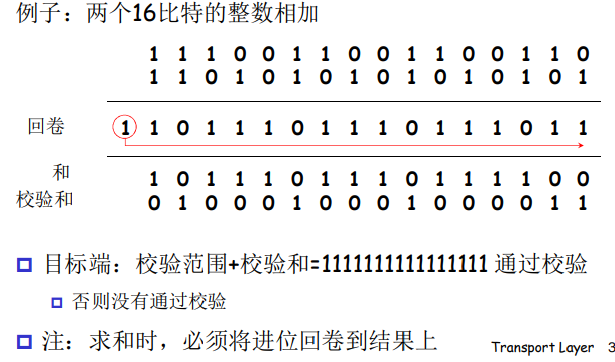 例子：两个16比特的整数相加
1 1 1 0 0 1 1 0 0 1 1 0 0 1 1 0
1 1 0 1 0 1 0 1 0 1 0 1 0 1 0 1
回卷 1 1 0 1 1 1 0 1 1 1 0 1 1 1 0 1 1
和 1 0 1 1 1 0 1 1 1 0 1 1 1 1 0 0
校验和 0 1 0 0 0 1 0 0 0 1 0 0 0 0 1 1
目标端：校验范围+校验和=1111111111111111 通过校验
否则没有通过校验
注：求和时，必须将进位回卷到结果上
Transport Layer 3